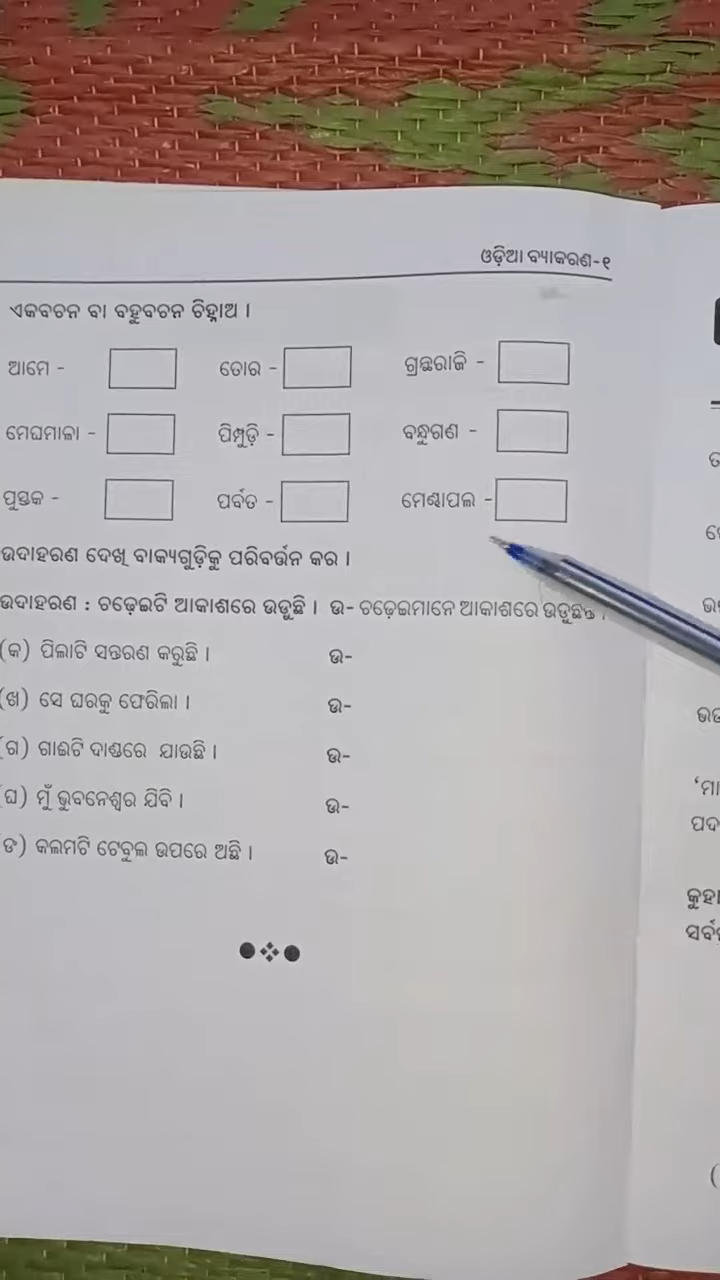 ଓଡ଼ିଆ ବ୍ୟାକରଣ-୧
ଏକବଚନ ବା ବହୁବଚନ ଚିହ୍ନାଅ ।
ଆମେ - ତୋର - ଗ୍ରନ୍ଥରାଜି -
ମେଘମାଳା - ପିମ୍ପୁଡ଼ି - ବନ୍ଧୁଗଣ -
ପୁସ୍ତକ - ପର୍ବତ - ମେଣ୍ଢାପଲ -
ଉଦାହରଣ ଦେଖି ବାକ୍ୟଗୁଡ଼ିକୁ ପରିବର୍ତ୍ତନ କର ।
ଉଦାହରଣ : ଚଢ଼େଇଟି ଆକାଶରେ ଉଡୁଛି । ଉ- ଚଢ଼େଇମାନେ ଆକାଶରେ ଉଡୁଛନ୍ତି ।
(କ) ପିଲାଟି ସନ୍ତରଣ କରୁଛି । ଉ-
(ଖ) ସେ ଘରକୁ ଫେରିଲା । ଉ-
(ଗ) ଗାଈଟି ଦାଣ୍ଡରେ ଯାଉଛି । ଉ-
(ଘ) ମୁଁ ଭୁବନେଶ୍ୱର ଯିବି । ଉ-
(ଙ) କଲମଟି ଟେବୁଲ ଉପରେ ଅଛି । ଉ-